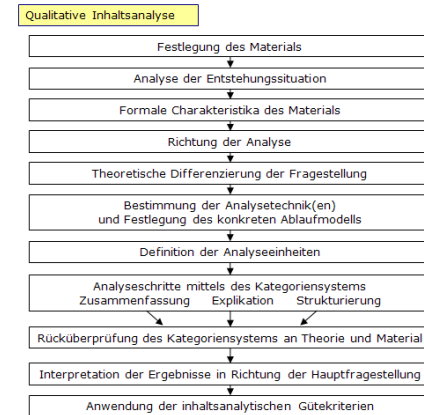 Qualitative Inhaltsanalyse
Festlegung des Materials
Analyse der Entstehungssituation
Formale Charakteristika des Materials
Richtung der Analyse
Theoretische Differenzierung der Fragestellung
Bestimmung der Analysetechnik(en)
und Festlegung des konkreten Ablaufmodells
Definition der Analyseeinheiten
Analyseschritte mittels des Kategoriensystems
Zusammenfassung Explikation Strukturierung
Rücküberprüfung des Kategoriensystems an Theorie und Material
Interpretation der Ergebnisse in Richtung der Hauptfragestellung
Anwendung der inhaltsanalytischen Gütekriterien